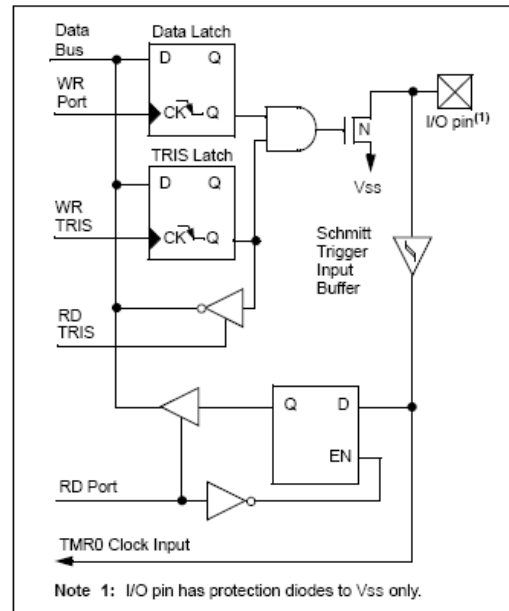 Data Bus
Data Latch
D Q
WR Port
CK Q
N
I/O pin(1)
Vss
TRIS Latch
D Q
WR TRIS
CK Q
Schmitt Trigger Input Buffer
RD TRIS
Q D
EN
RD Port
TMR0 Clock Input
Note 1: I/O pin has protection diodes to Vss only.